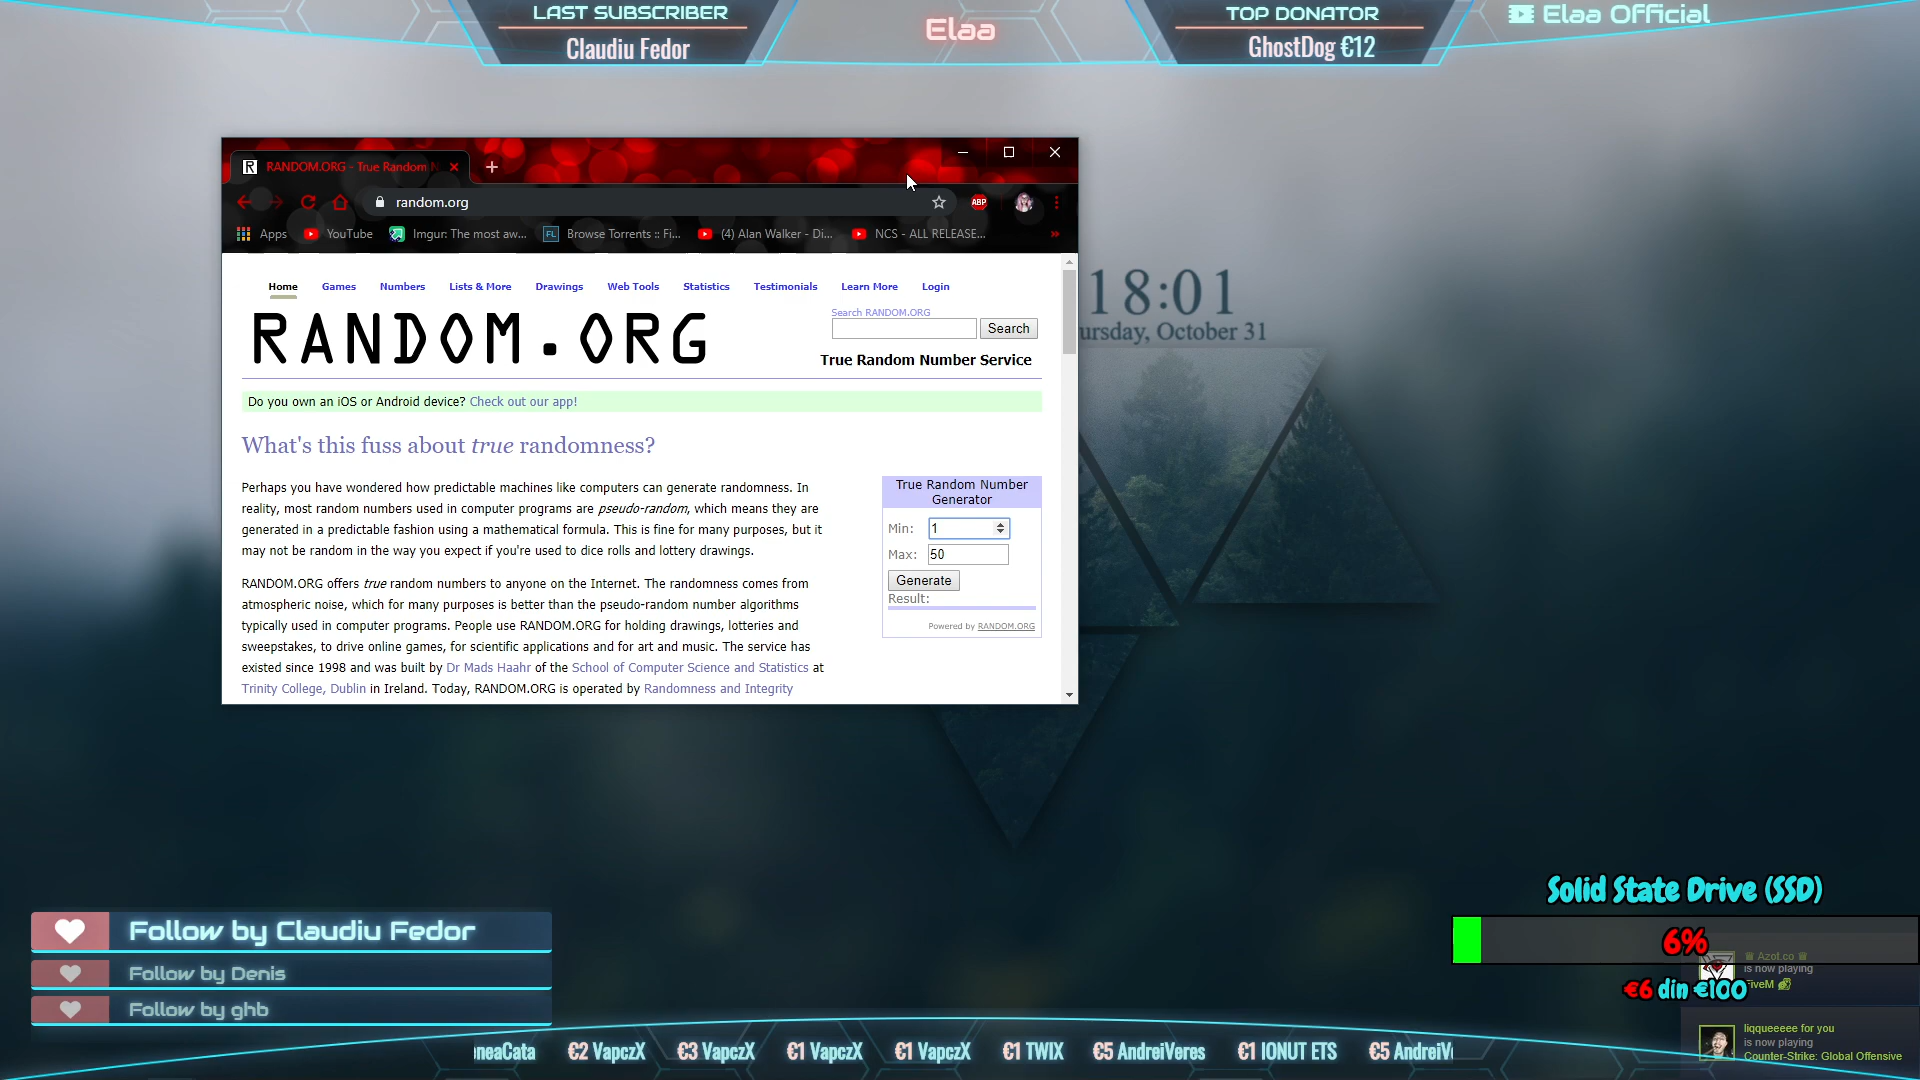 LAST SUBSCRIBER
Claudiu Fedor
Elaa
TOP DONATOR
GhostDog €12
Elaa Official
RANDOM.ORG - True Random N
random.org
ABP
Apps
YouTube
Imgur: The most aw...
FL
Browse Torrents :: Fi...
(4) Alan Walker - Di...
NCS - ALL RELEASE...
Home Games Numbers Lists & More Drawings Web Tools Statistics Testimonials Learn More Login
RANDOM.ORG
Search RANDOM.ORG
Search
True Random Number Service
Do you own an iOS or Android device? Check out our app!
What's this fuss about true randomness?
Perhaps you have wondered how predictable machines like computers can generate randomness. In
reality, most random numbers used in computer programs are pseudo-random, which means they are
generated in a predictable fashion using a mathematical formula. This is fine for many purposes, but it
may not be random in the way you expect if you're used to dice rolls and lottery drawings.
RANDOM.ORG offers true random numbers to anyone on the Internet. The randomness comes from
atmospheric noise, which for many purposes is better than the pseudo-random number algorithms
typically used in computer programs. People use RANDOM.ORG for holding drawings, lotteries and
sweepstakes, to drive online games, for scientific applications and for art and music. The service has
existed since 1998 and was built by Dr Mads Haahr of the School of Computer Science and Statistics at
Trinity College, Dublin in Ireland. Today, RANDOM.ORG is operated by Randomness and Integrity
True Random Number
Generator
Min: 1
Max: 50
Generate
Result:
Powered by RANDOM.ORG
18:01
ursday, October 31
Solid State Drive (SSD)
6%
€6 din €100
Azot.co
is now playing
FiveM
liqqueeeee for you
is now playing
Counter-Strike: Global Offensive
Follow by Claudiu Fedor
Follow by Denis
Follow by ghb
neaCata €2 VapczX €3 VapczX €1 VapczX €1 VapczX €1 TWIX €5 AndreiVeres €1 IONUT ETS €5 AndreiV